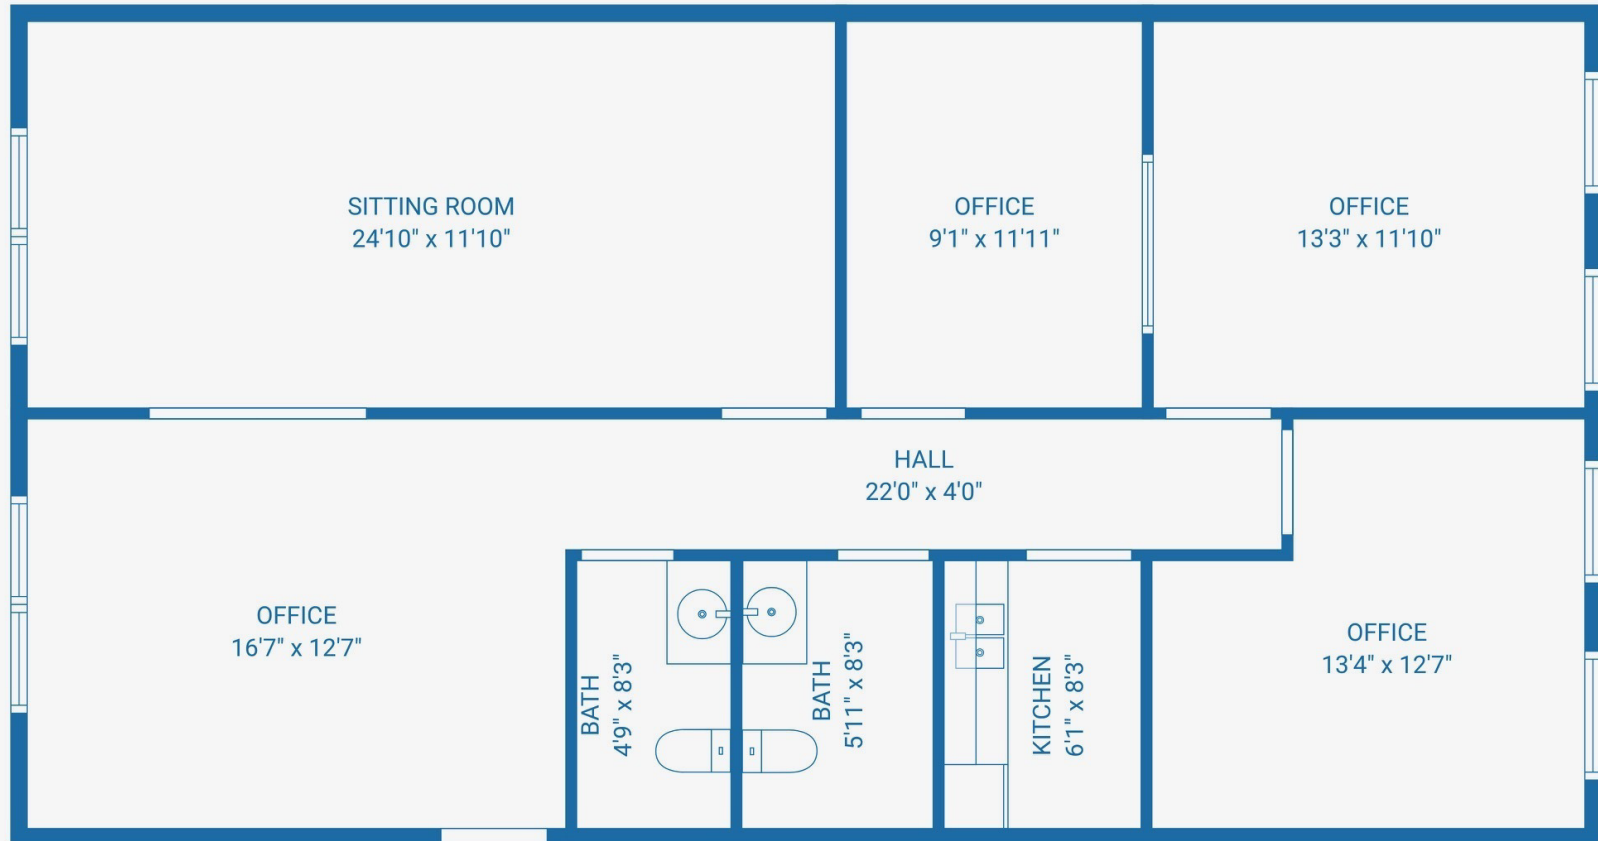 SITTING ROOM
24'10" x 11'10"
OFFICE
9'1" x 11'11"
OFFICE
13'3" x 11'10"
HALL
22'0" x 4'0"
OFFICE
16'7" x 12'7"
BATH
4'9" x 8'3"
BATH
5'11" x 8'3"
KITCHEN
6'1" x 8'3"
OFFICE
13'4" x 12'7"